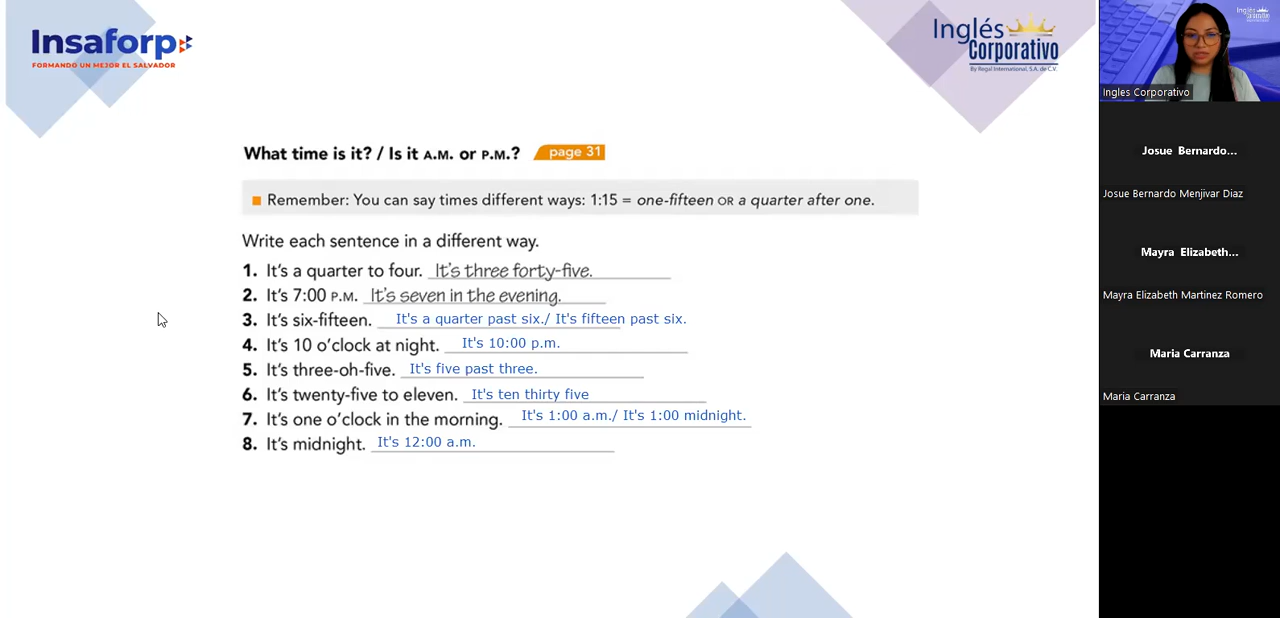 Insaforp
FORMANDO UN MEJOR EL SALVADOR
Inglés
Corporativo
By Regal International, S.A. de C.V.
What time is it? / Is it A.M. or P.M.? page 31
Remember: You can say times different ways: 1:15 = one-fifteen OR a quarter after one.
Write each sentence in a different way.
1. It's a quarter to four. It's three forty-five.
2. It's 7:00 P.M. It's seven in the evening.
3. It's six-fifteen. It's a quarter past six./ It's fifteen past six.
4. It's 10 o'clock at night. It's 10:00 p.m.
5. It's three-oh-five. It's five past three.
6. It's twenty-five to eleven. It's ten thirty five
7. It's one o'clock in the morning. It's 1:00 a.m./ It's 1:00 midnight.
8. It's midnight. It's 12:00 a.m.
Ingles Corporativo
Josue Bernardo...
Josue Bernardo Menjivar Diaz
Mayra Elizabeth...
Mayra Elizabeth Martinez Romero
Maria Carranza
Maria Carranza